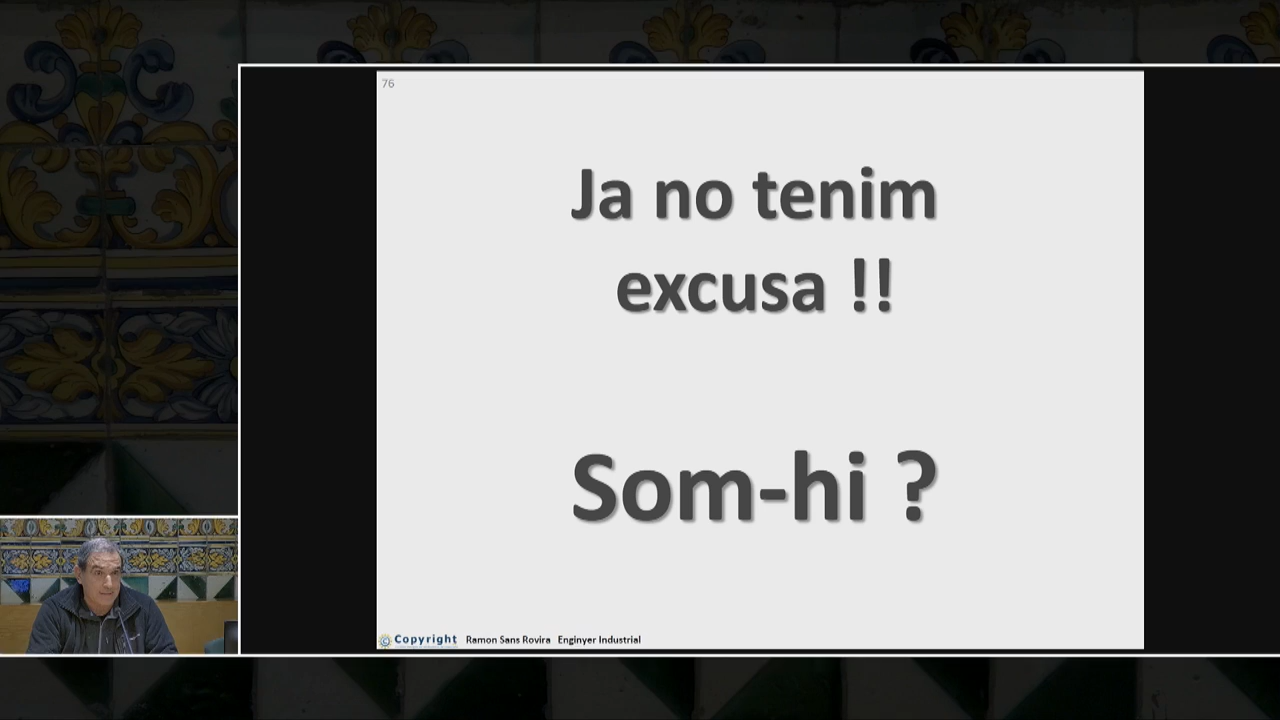 76
Ja no tenim
excusa !!
Som-hi ?
Copyright Ramon Sans Rovira Enginyer Industrial